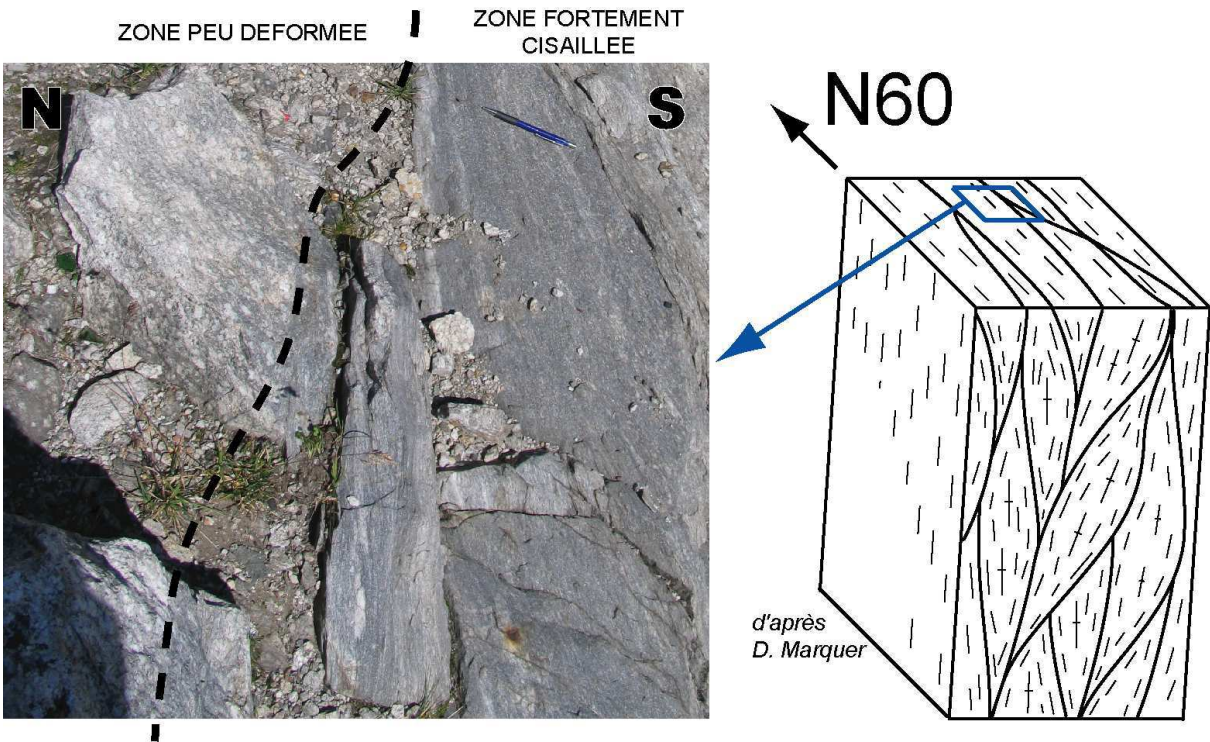 ZONE PEU DEFORMEE
ZONE FORTEMENT
CISAILLEE
N
S
N60
d'après
D. Marquer